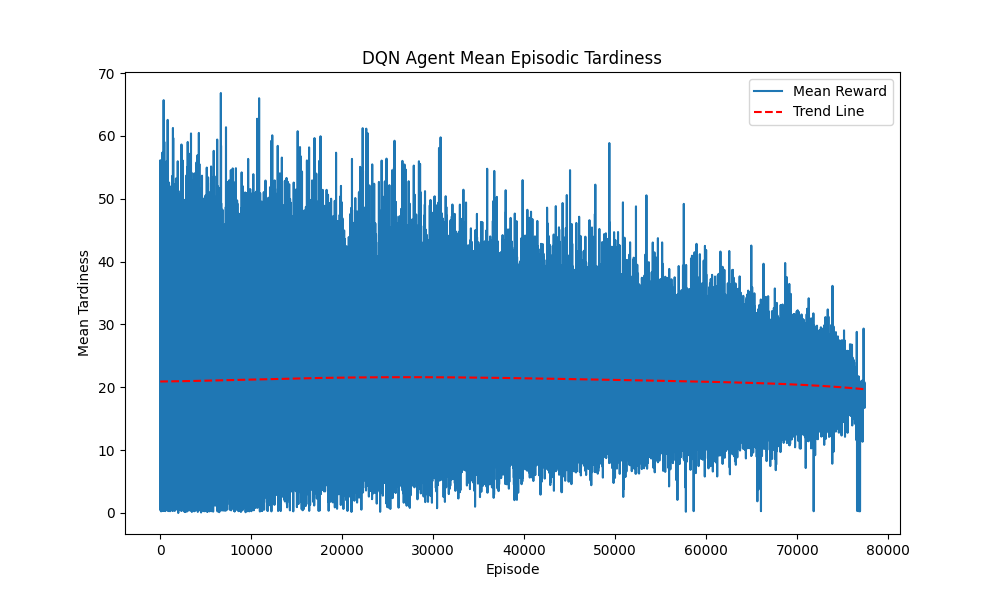 DQN Agent Mean Episodic Tardiness
Mean Reward
Trend Line
Mean Tardiness
70
60
50
40
30
20
10
0
0 10000 20000 30000 40000 50000 60000 70000 80000
Episode